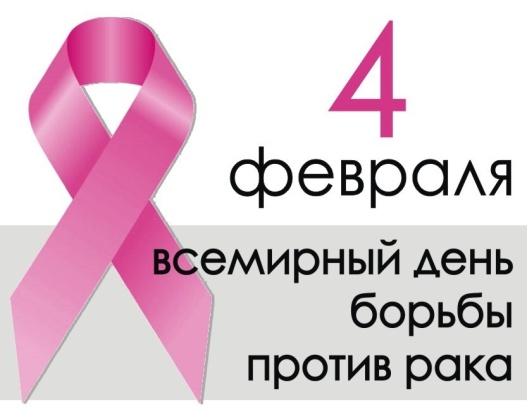 4
февраля
всемирный день
борьбы
против рака